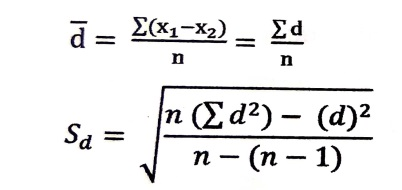 d̅ = Σ(x₁−x₂)/n = Σd/n
S_d = √((n (Σd²) − (d)²)/(n − (n − 1)))